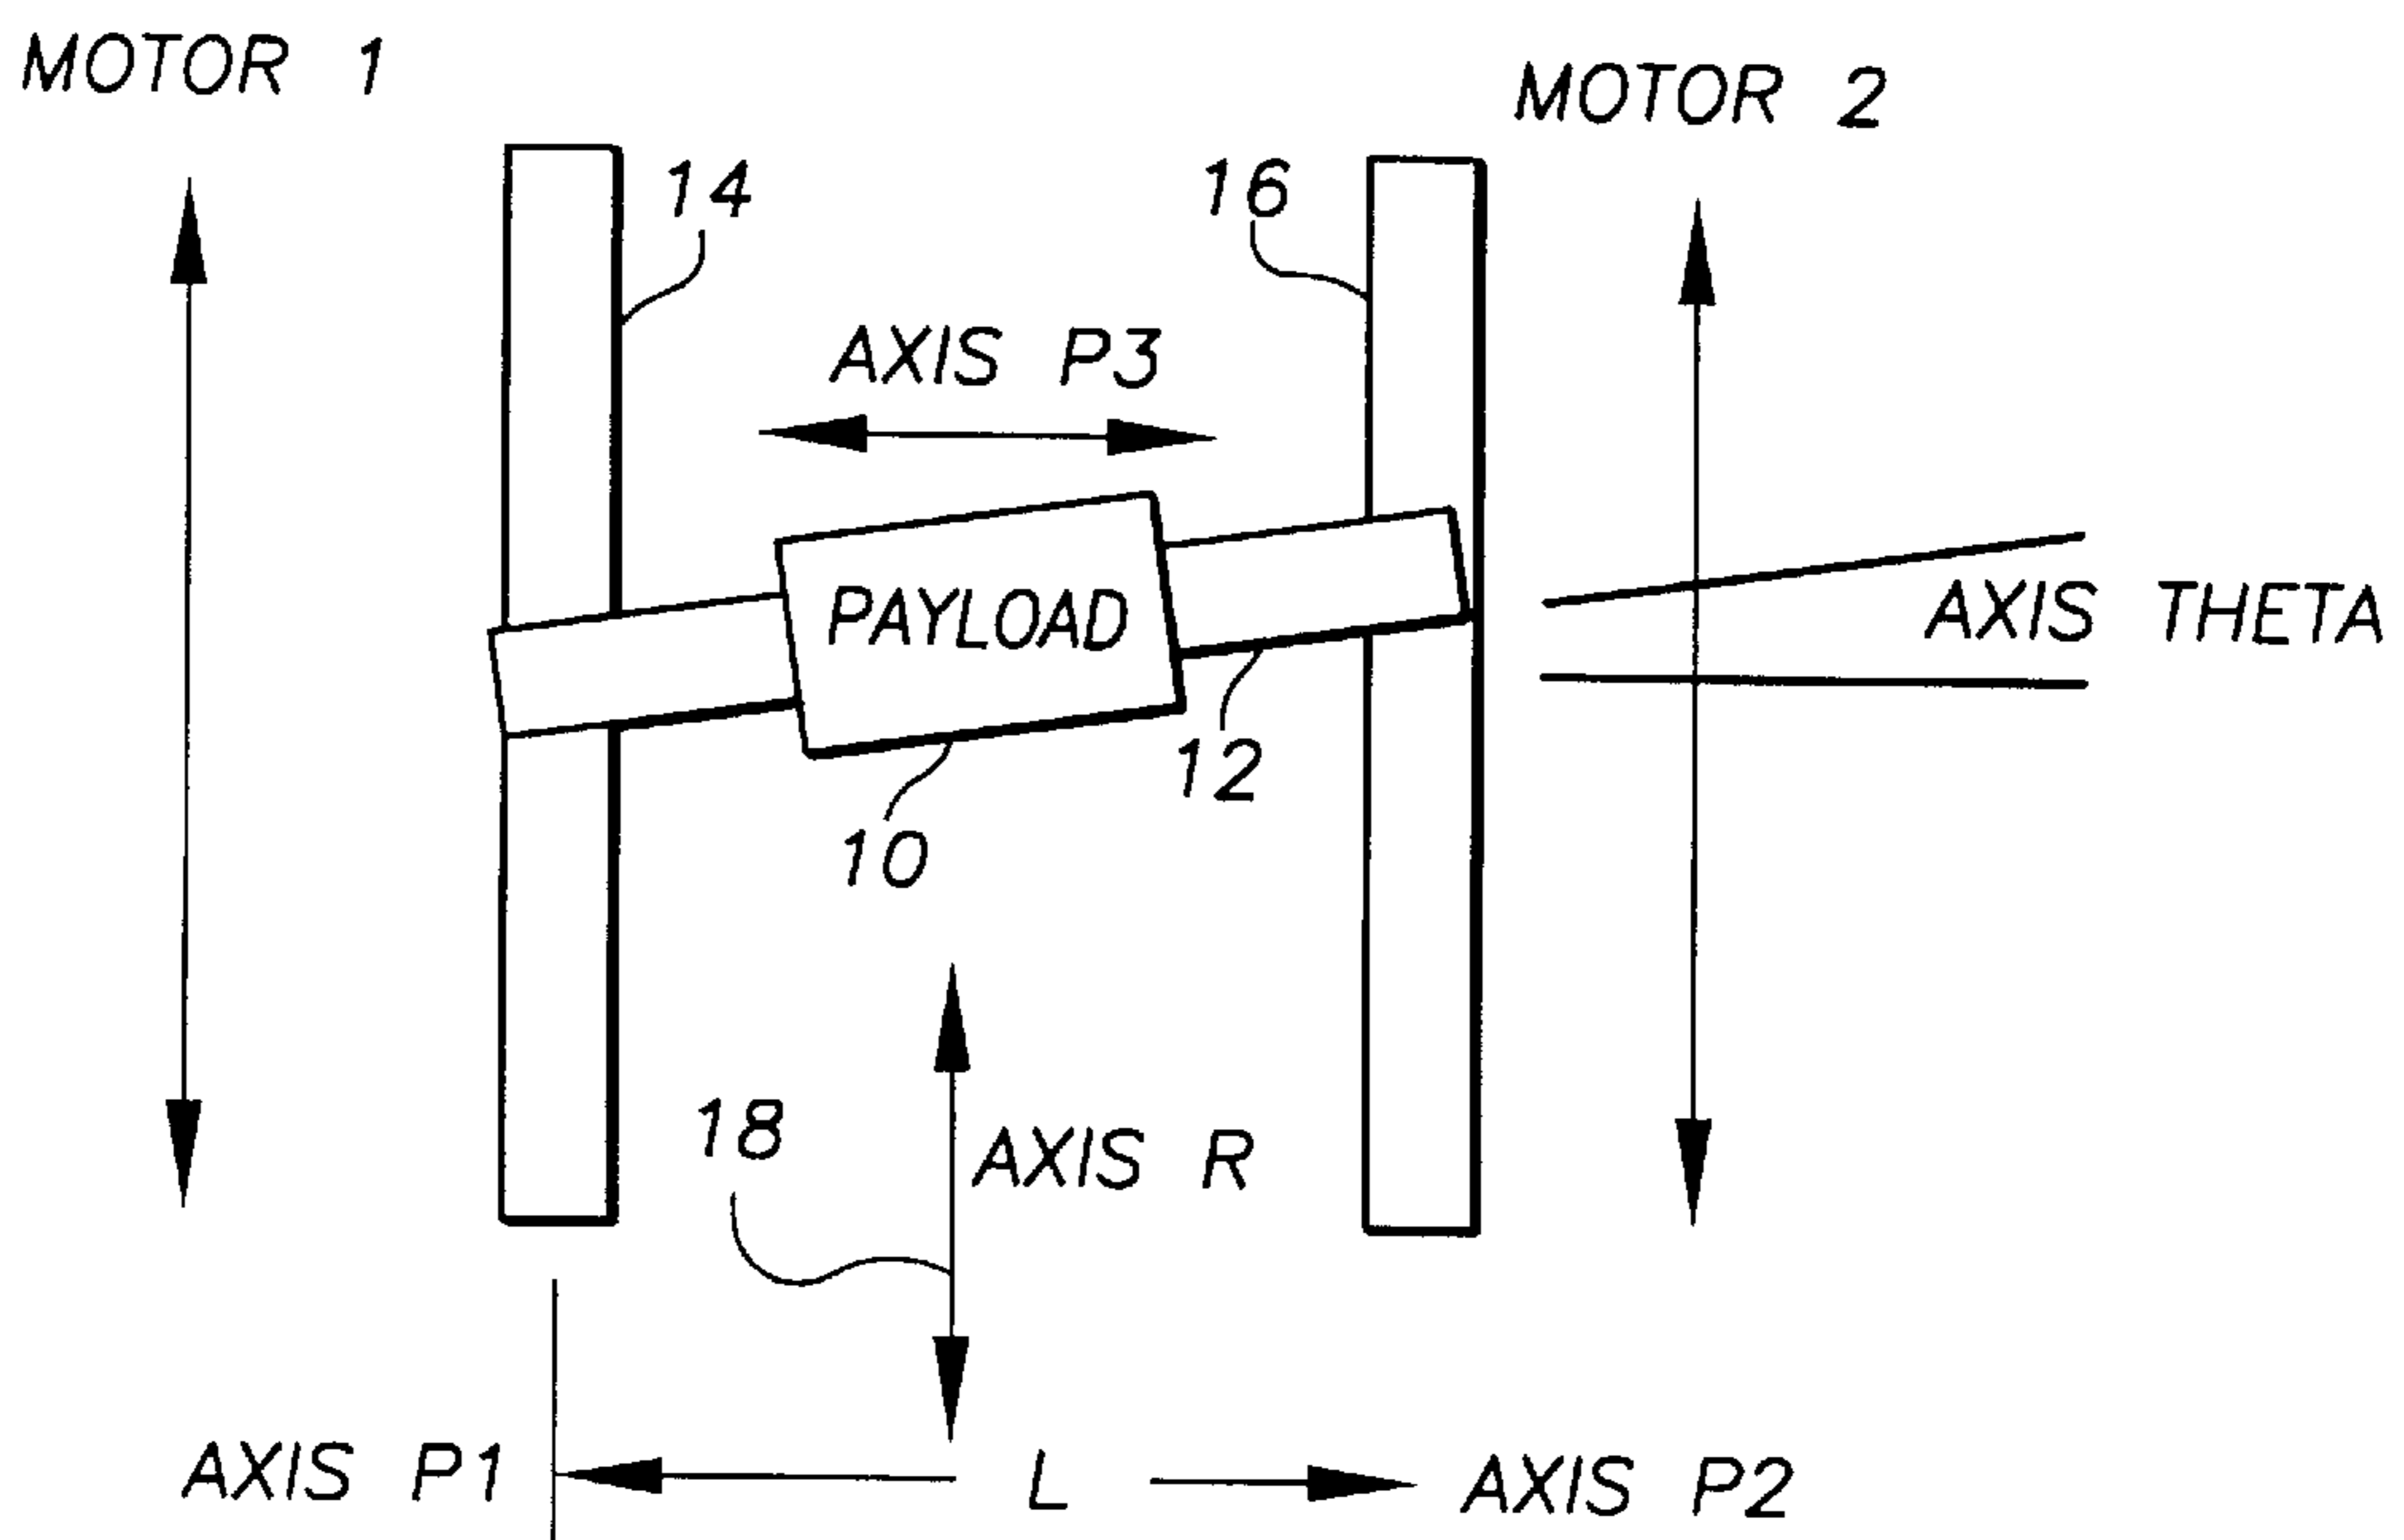 MOTOR 1
MOTOR 2
14
16
AXIS P3
PAYLOAD
AXIS THETA
12
10
18
AXIS R
AXIS P1
L
AXIS P2